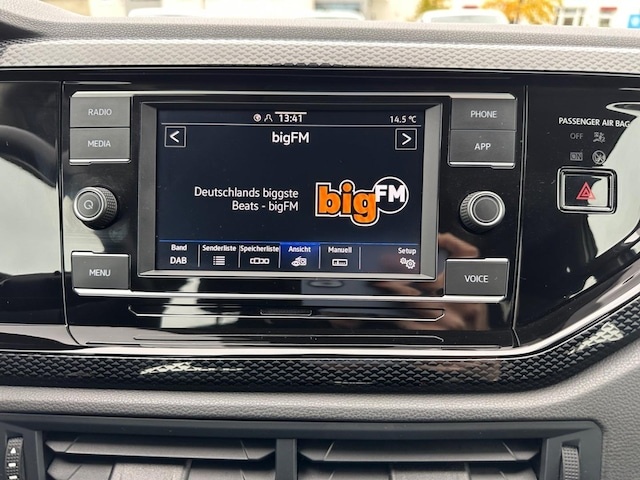 RADIO
MEDIA
MENU
13:41
14.5 °C
bigFM
Deutschlands biggste
Beats - bigFM
bigFM
Band
DAB
Senderliste
Speicherliste
Ansicht
Manuell
Setup
PHONE
APP
VOICE
PASSENGER AIR BAG
OFF